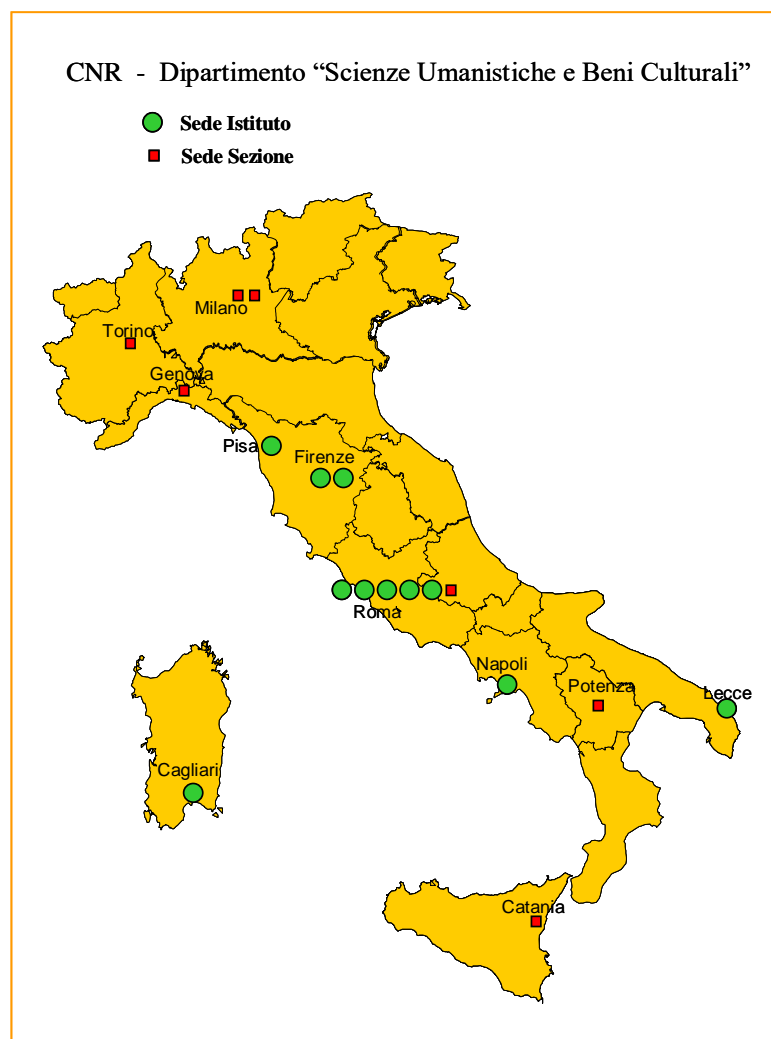 CNR - Dipartimento “Scienze Umanistiche e Beni Culturali”
Sede Istituto
Sede Sezione
Milano
Torino
Genova
Pisa
Firenze
Roma
Napoli
Potenza
Lecce
Cagliari
Catania